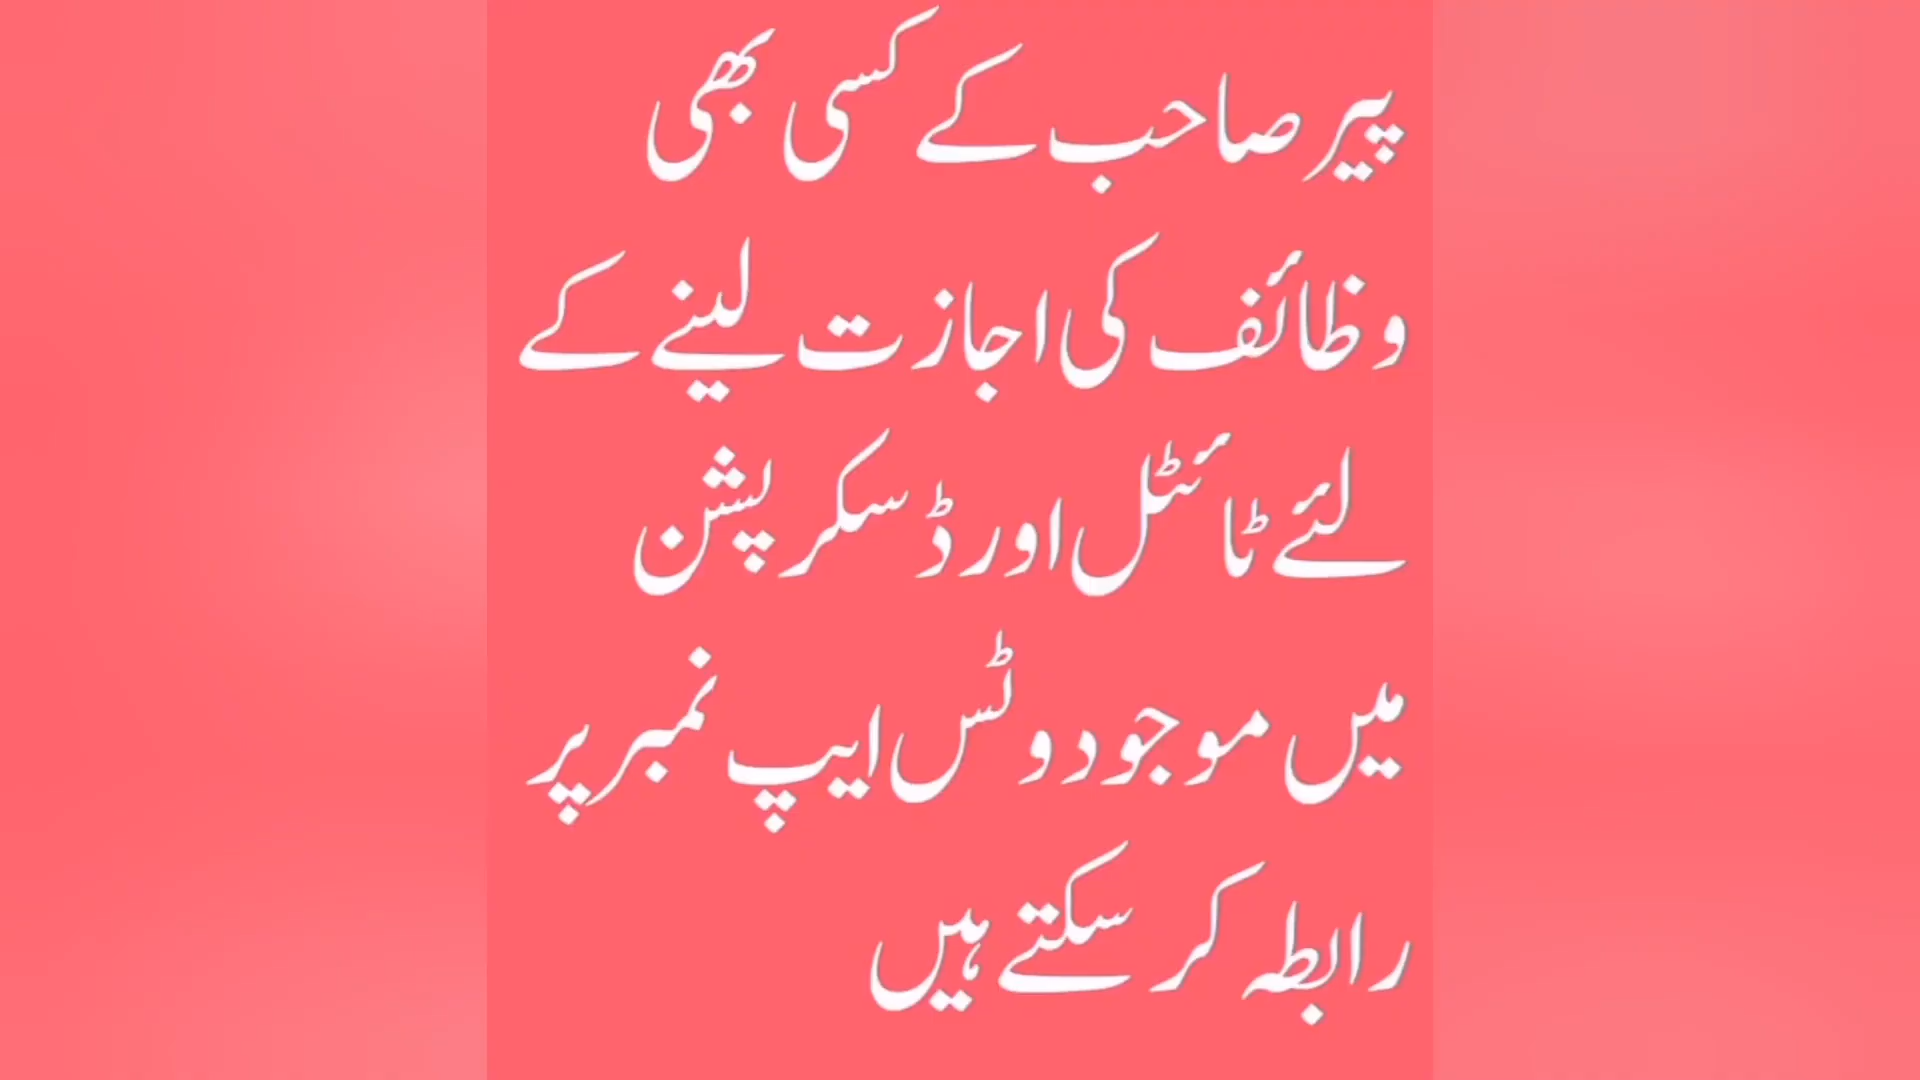 پیر صاحب کے کسی بھی
وظائف کی اجازت لینے کے
لئے ٹائٹل اور ڈسکرپشن
میں موجود وٹس ایپ نمبر پر
رابطہ کر سکتے ہیں